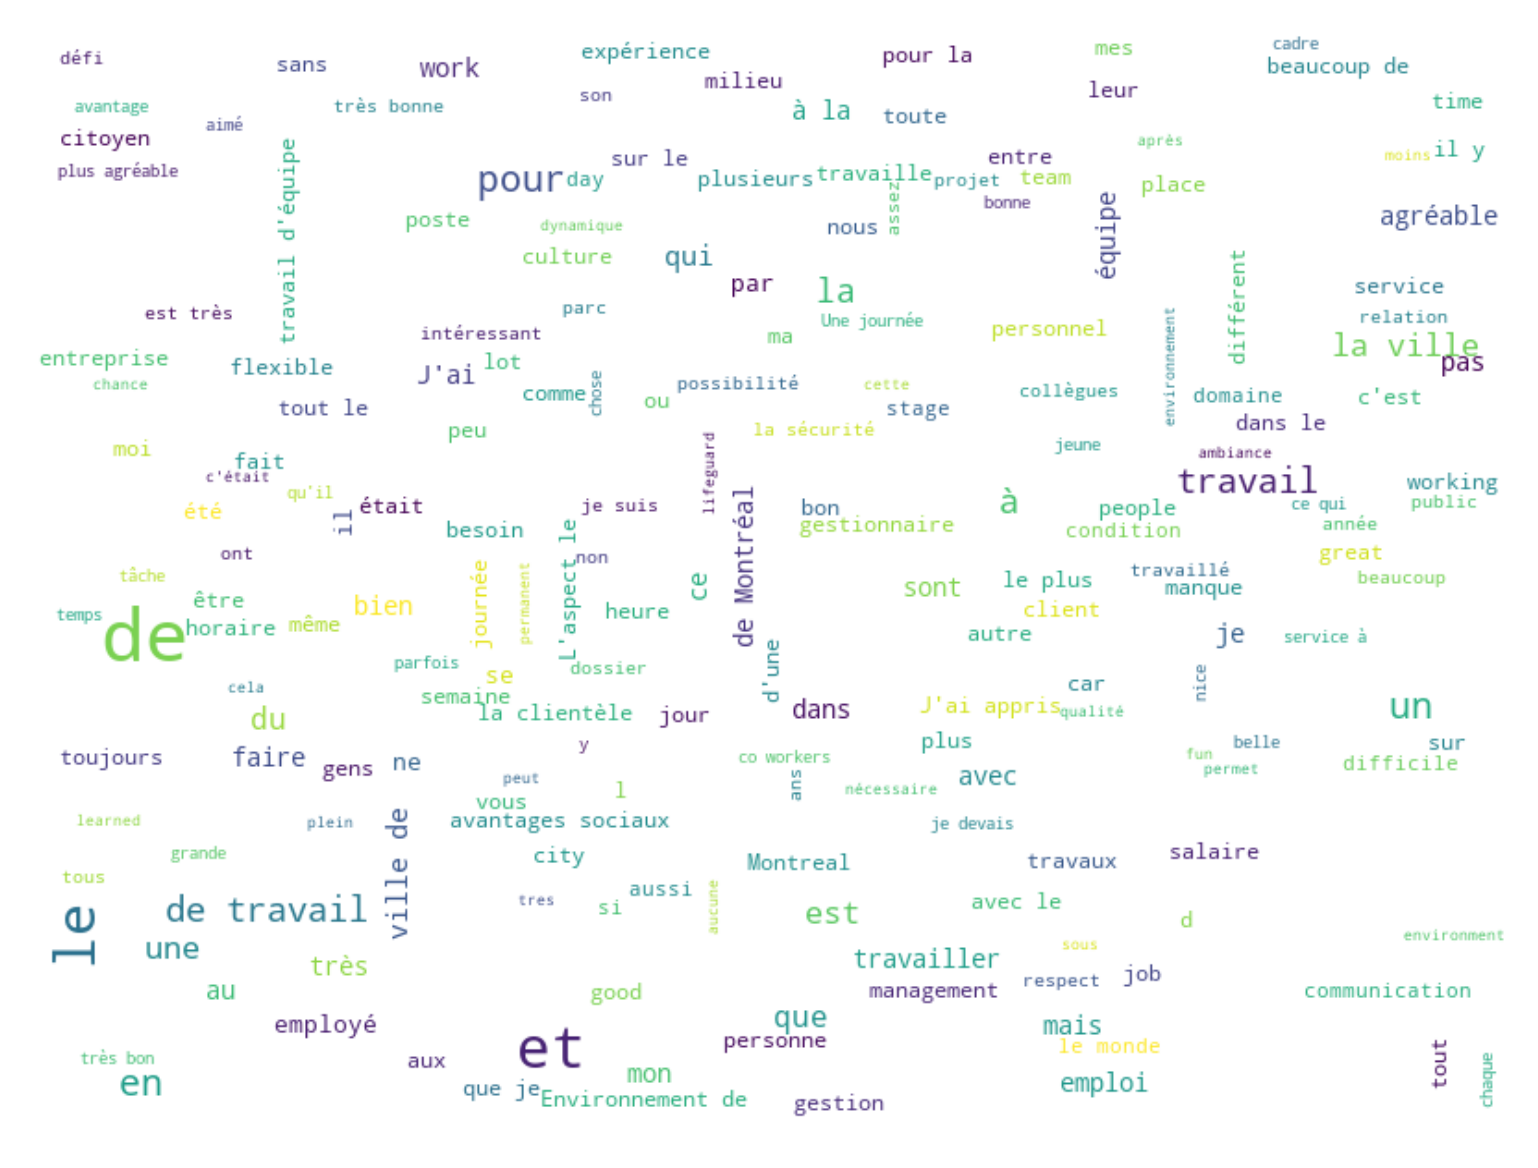 défi
sans
work
expérience
pour la
mes
cadre
beaucoup de
milieu
leur
son
avantage
très bonne
à la
toute
time
citoyen
aimé
après
il y
moins
plus agréable
travail d'équipe
sur le
entre
pour
day
plusieurs
travaille
projet
team
place
assez
bonne
équipe
agréable
poste
dynamique
nous
culture
qui
par
la
différent
service
est très
parc
Une journée
relation
intéressant
ma
personnel
environnement
la ville
entreprise
flexible
J'ai
lot
pas
chance
comme
chose
possibilité
cette
collègues
domaine
c'est
tout le
ou
stage
dans le
moi
peu
la sécurité
jeune
fait
lifeguard
ambiance
c'était
travail
working
qu'il
été
il
était
je suis
de Montréal
bon
à
people
ce qui
public
besoin
L'aspect le
gestionnaire
condition
année
ont
non
great
tâche
journée
permanent
ce
sont
le plus
travaillé
manque
beaucoup
temps
être
bien
heure
client
de
horaire
même
autre
je
service à
parfois
dossier
d'une
cela
se
semaine
car
nice
du
la clientèle
jour
dans
J'ai appris
qualité
un
toujours
faire
gens
ne
y
co workers
plus
fun
belle
sur
permet
difficile
peut
ans
avec
vous
l
nécessaire
learned
plein
ville de
avantages sociaux
je devais
grande
city
Montreal
travaux
salaire
tous
tres
aussi
aucune
le
de travail
si
est
avec le
d
une
sous
environment
très
travailler
au
good
management
respect
job
communication
employé
et
que
mais
personne
le monde
très bon
aux
tout
chaque
en
que je
mon
emploi
Environnement de
gestion